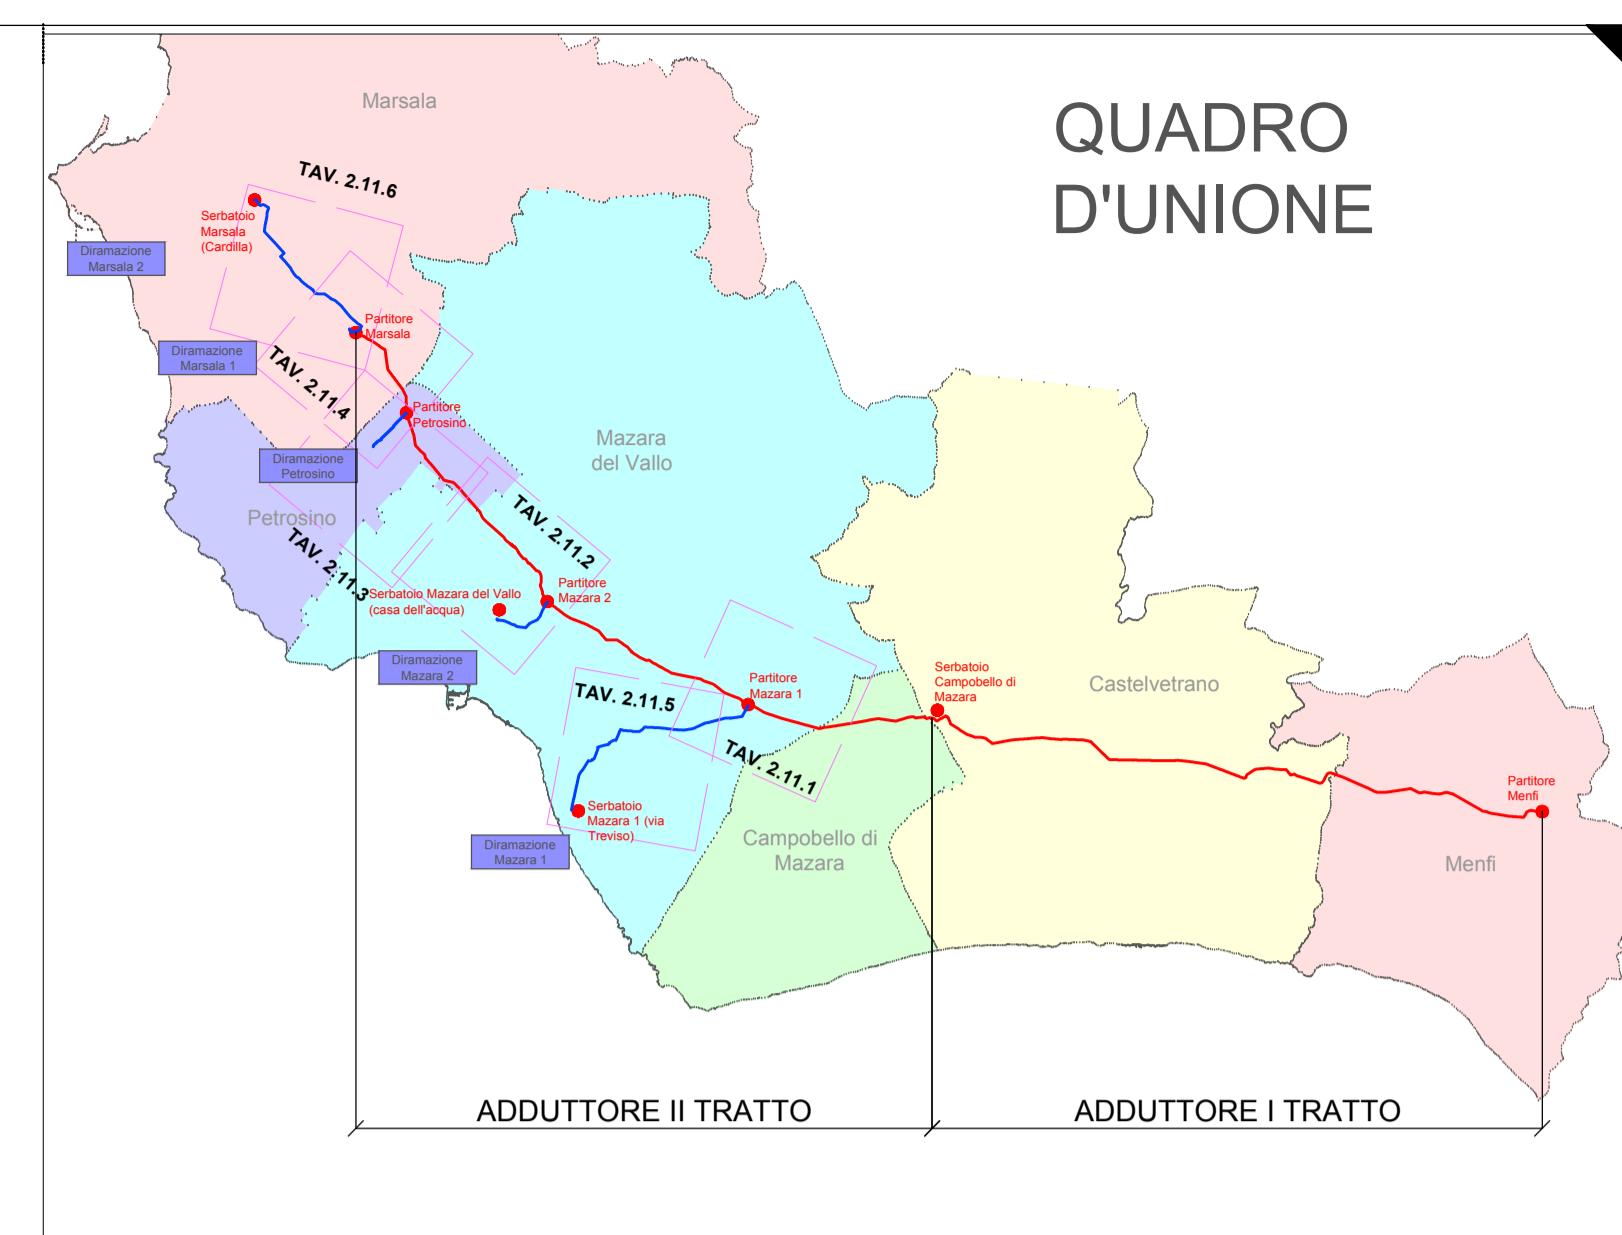 QUADRO
D'UNIONE
Marsala
TAV. 2.11.6
Serbatoio
Marsala
(Cardilla)
Diramazione
Marsala 2
Partitore
Marsala
Diramazione
Marsala 1
TAV. 2.11.4
Partitore
Petrosino
Mazara
del Vallo
Diramazione
Petrosino
Petrosino
TAV. 2.11.2
TAV. 2.11.3
Serbatoio Mazara del Vallo
(casa dell'acqua)
Partitore
Mazara 2
Diramazione
Mazara 2
TAV. 2.11.5
Partitore
Mazara 1
Serbatoio
Campobello di
Mazara
Castelvetrano
TAV. 2.11.1
Serbatoio
Mazara 1 (via
Treviso)
Diramazione
Mazara 1
Campobello di
Mazara
Partitore
Menfi
Menfi
ADDUTTORE II TRATTO
ADDUTTORE I TRATTO